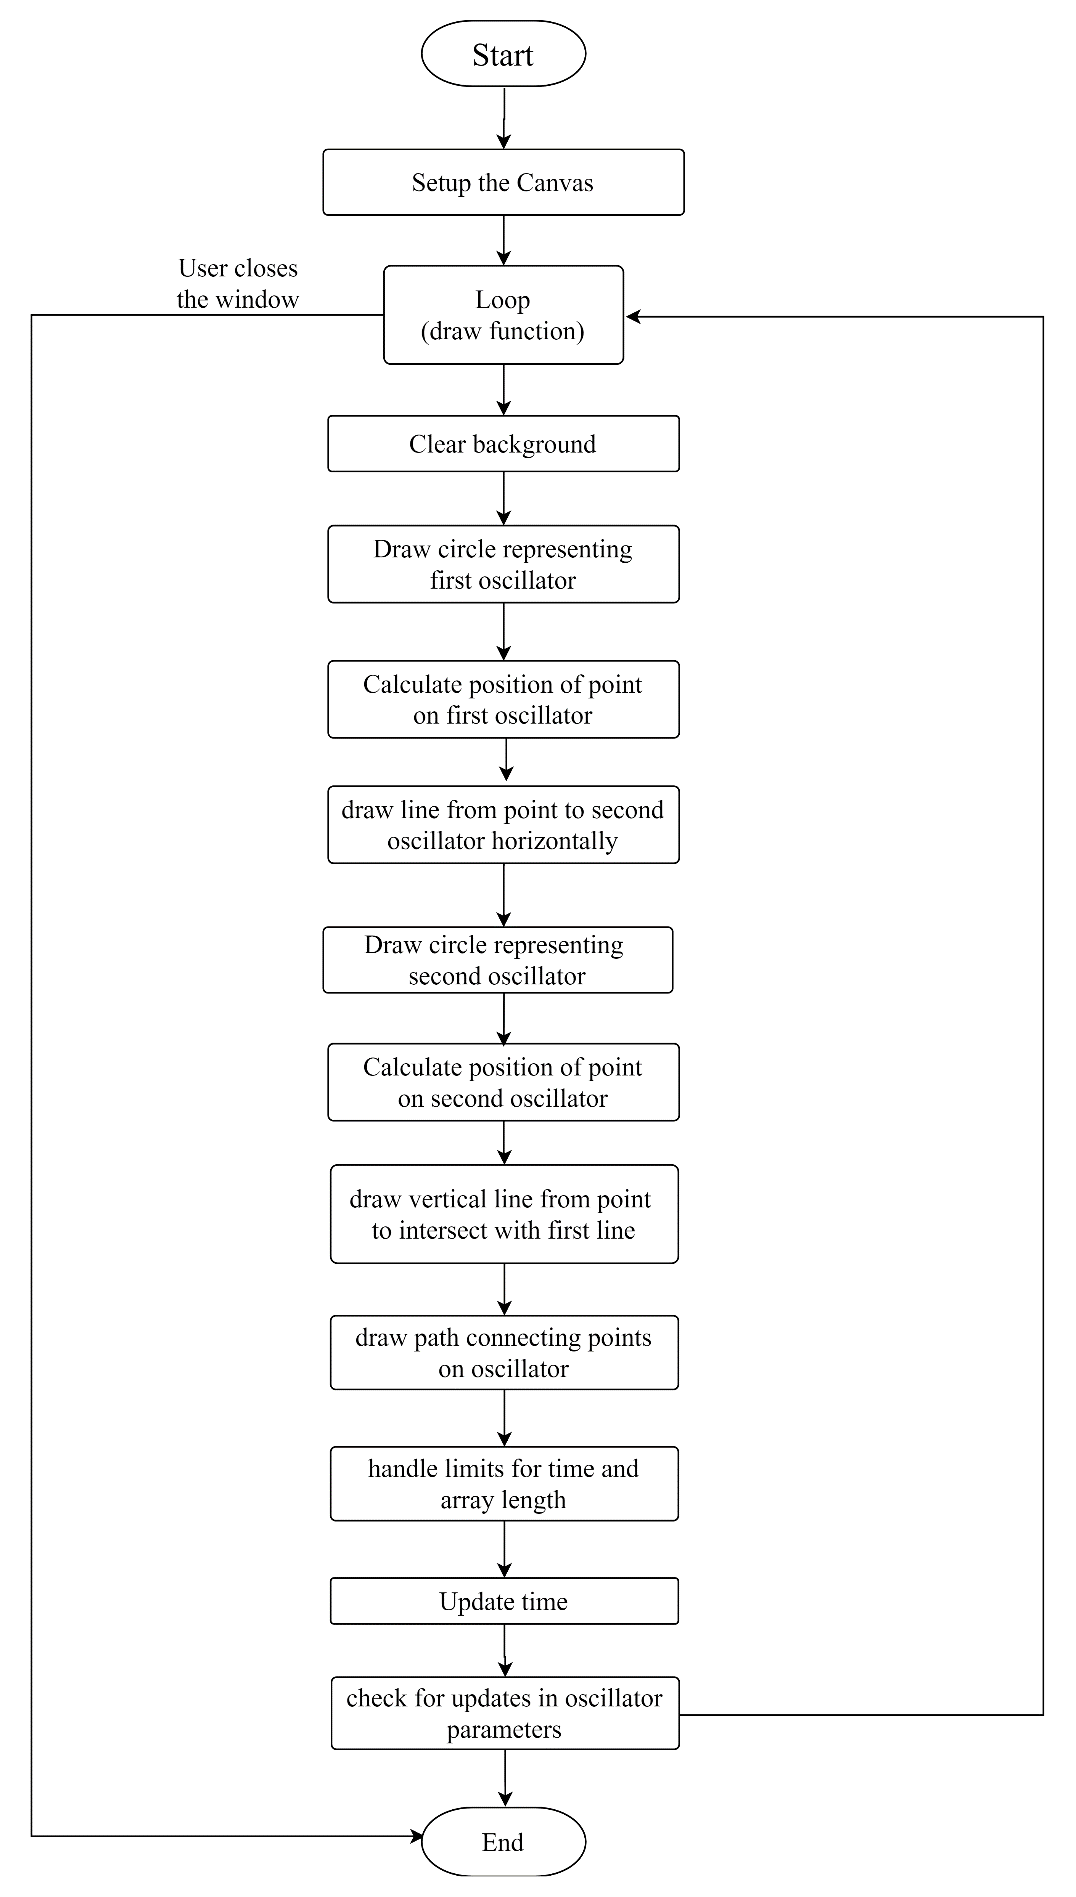 Start
Setup the Canvas
User closes
the window
Loop
(draw function)
Clear background
Draw circle representing
first oscillator
Calculate position of point
on first oscillator
draw line from point to second
oscillator horizontally
Draw circle representing
second oscillator
Calculate position of point
on second oscillator
draw vertical line from point
to intersect with first line
draw path connecting points
on oscillator
handle limits for time and
array length
Update time
check for updates in oscillator
parameters
End